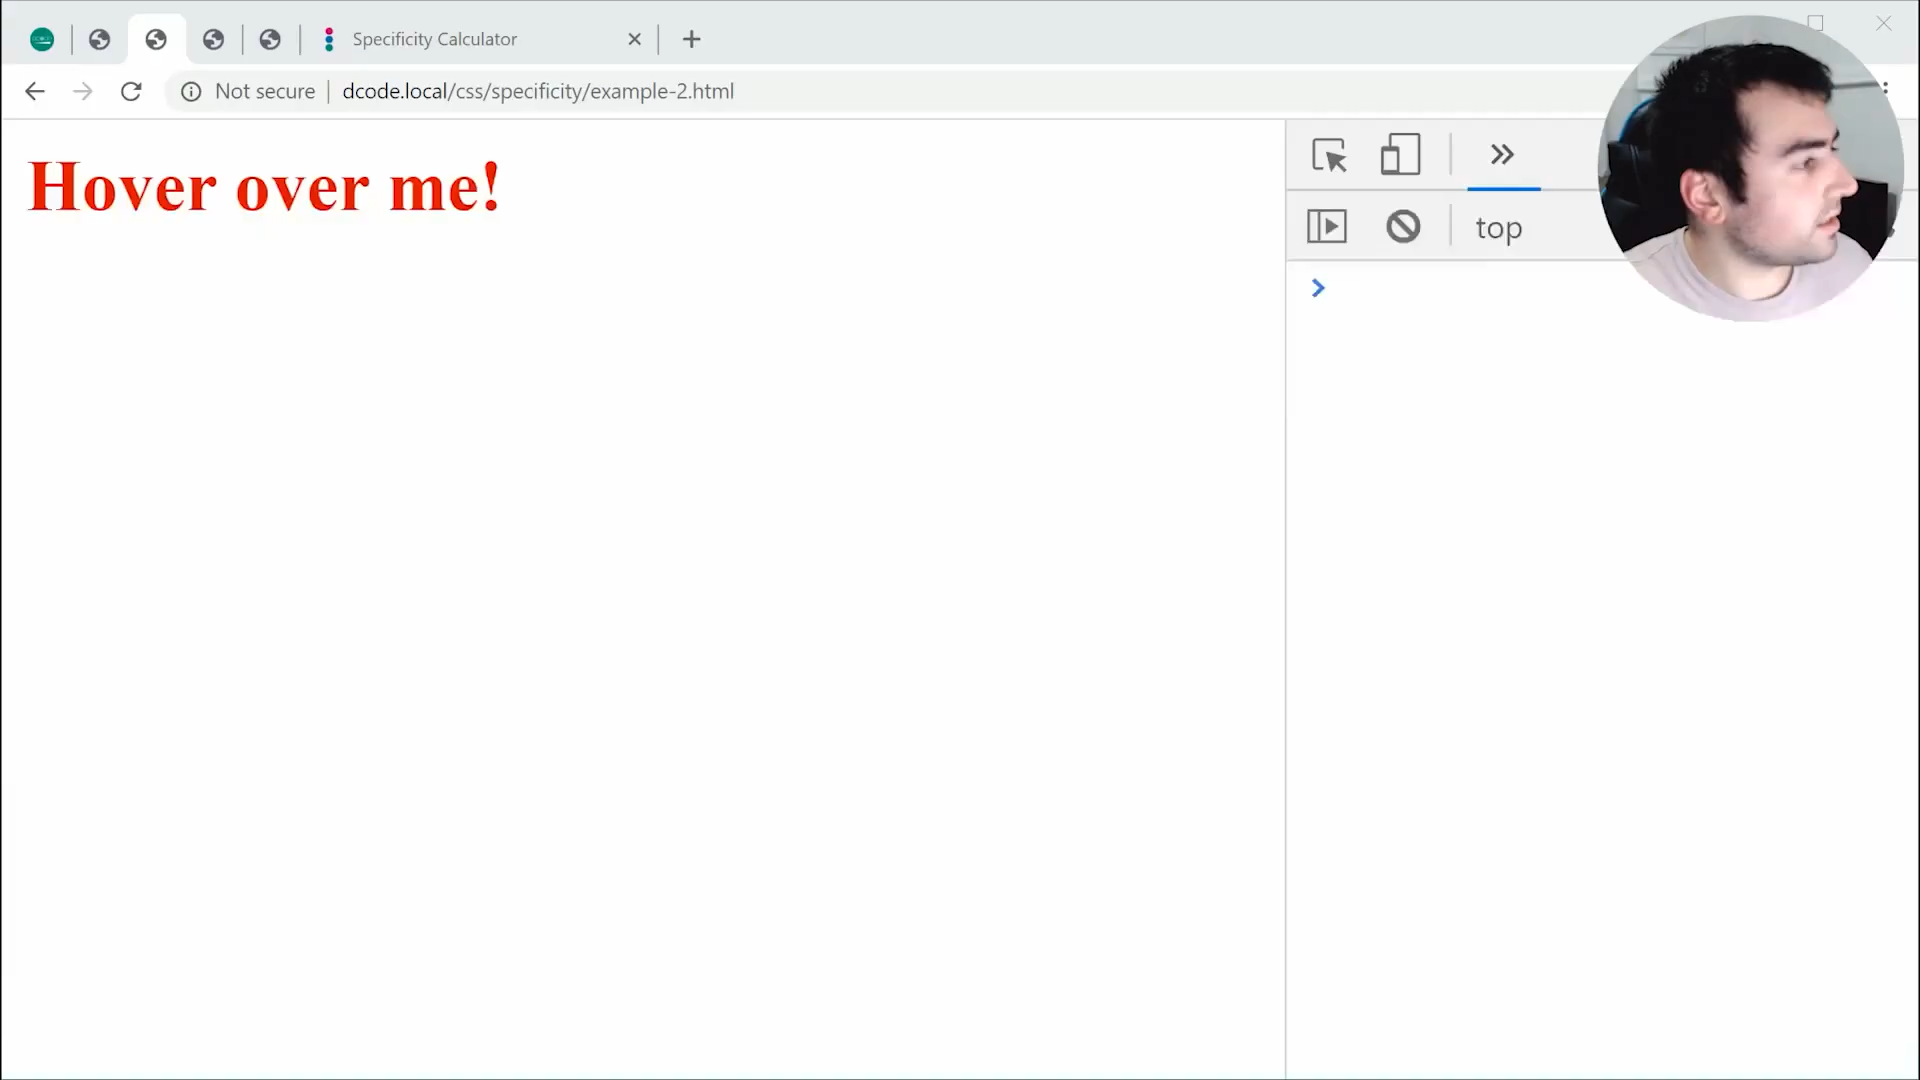 Specificity Calculator
Not secure
dcode.local/css/specificity/example-2.html
Hover over me!
top